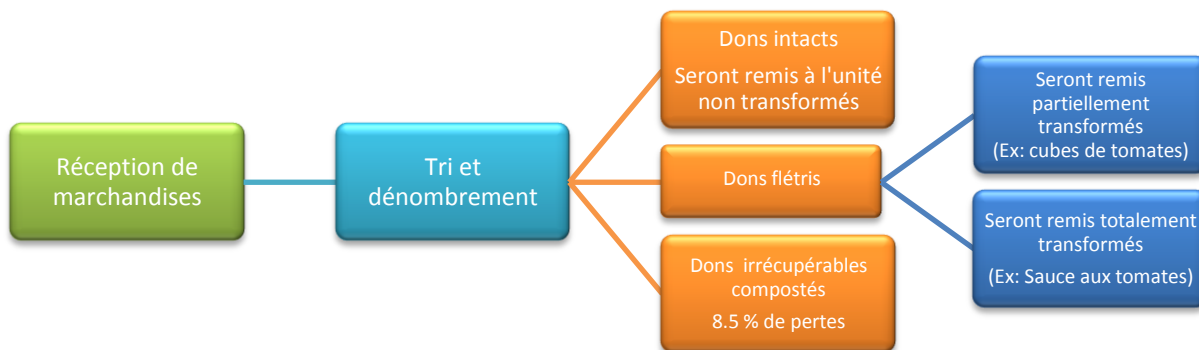 Réception de
marchandises
Tri et
dénombrement
Dons intacts
Seront remis à l'unité
non transformés
Dons flétris
Dons irrécupérables
compostés
8.5 % de pertes
Seront remis
partiellement
transformés
(Ex: cubes de tomates)
Seront remis totalement
transformés
(Ex: Sauce aux tomates)